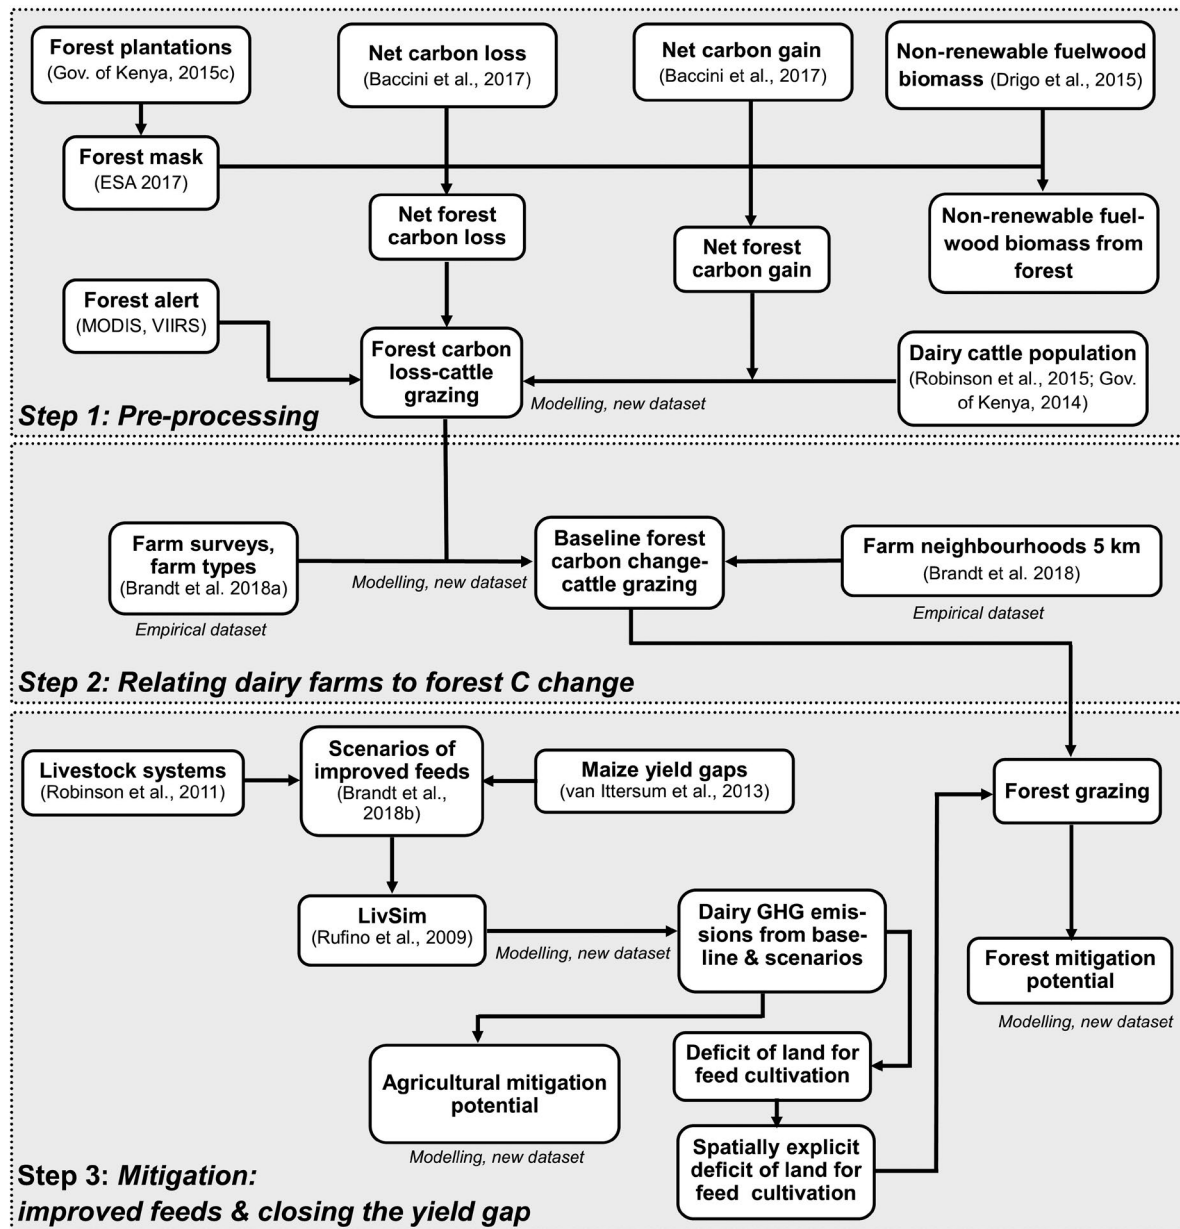 Forest plantations
(Gov. of Kenya, 2015c)
Net carbon loss
(Baccini et al., 2017)
Net carbon gain
(Baccini et al., 2017)
Non-renewable fuelwood
biomass (Drigo et al., 2015)
Forest mask
(ESA 2017)
Net forest
carbon loss
Net forest
carbon gain
Non-renewable fuel-
wood biomass from
forest
Forest alert
(MODIS, VIIRS)
Forest carbon
loss-cattle
grazing
Modelling, new dataset
Dairy cattle population
(Robinson et al., 2015; Gov.
of Kenya, 2014)
Step 1: Pre-processing
Farm surveys,
farm types
(Brandt et al. 2018a)
Empirical dataset
Modelling, new dataset
Baseline forest
carbon change-
cattle grazing
Farm neighbourhoods 5 km
(Brandt et al. 2018)
Empirical dataset
Step 2: Relating dairy farms to forest C change
Livestock systems
(Robinson et al., 2011)
Scenarios of
improved feeds
(Brandt et al.,
2018b)
Maize yield gaps
(van Ittersum et al., 2013)
Forest grazing
LivSim
(Rufino et al., 2009)
Modelling, new dataset
Dairy GHG emis-
sions from base-
line & scenarios
Forest mitigation
potential
Modelling, new dataset
Agricultural mitigation
potential
Modelling, new dataset
Deficit of land for
feed cultivation
Spatially explicit
deficit of land for
feed cultivation
Step 3: Mitigation:
improved feeds & closing the yield gap